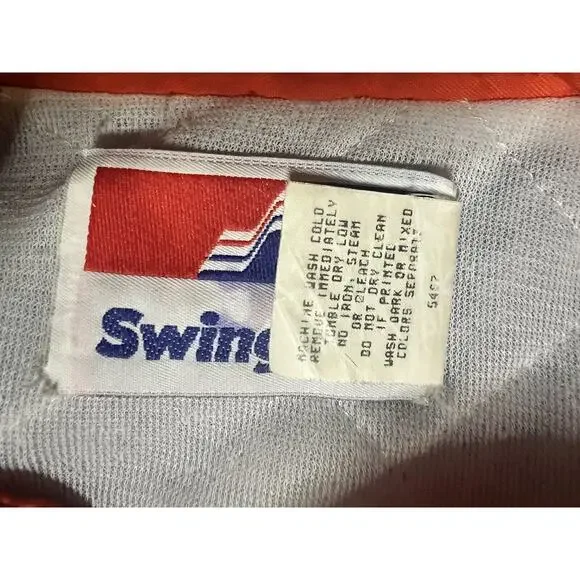 Swing
MACHINE WASH COLD
REMOVE IMMEDIATELY
TUMBLE DRY LOW
NO IRON, STEAM
OR BLEACH
DO NOT DRY CLEAN
IF PRINTED
WASH DARK OR MIXED
COLORS SEPARATE